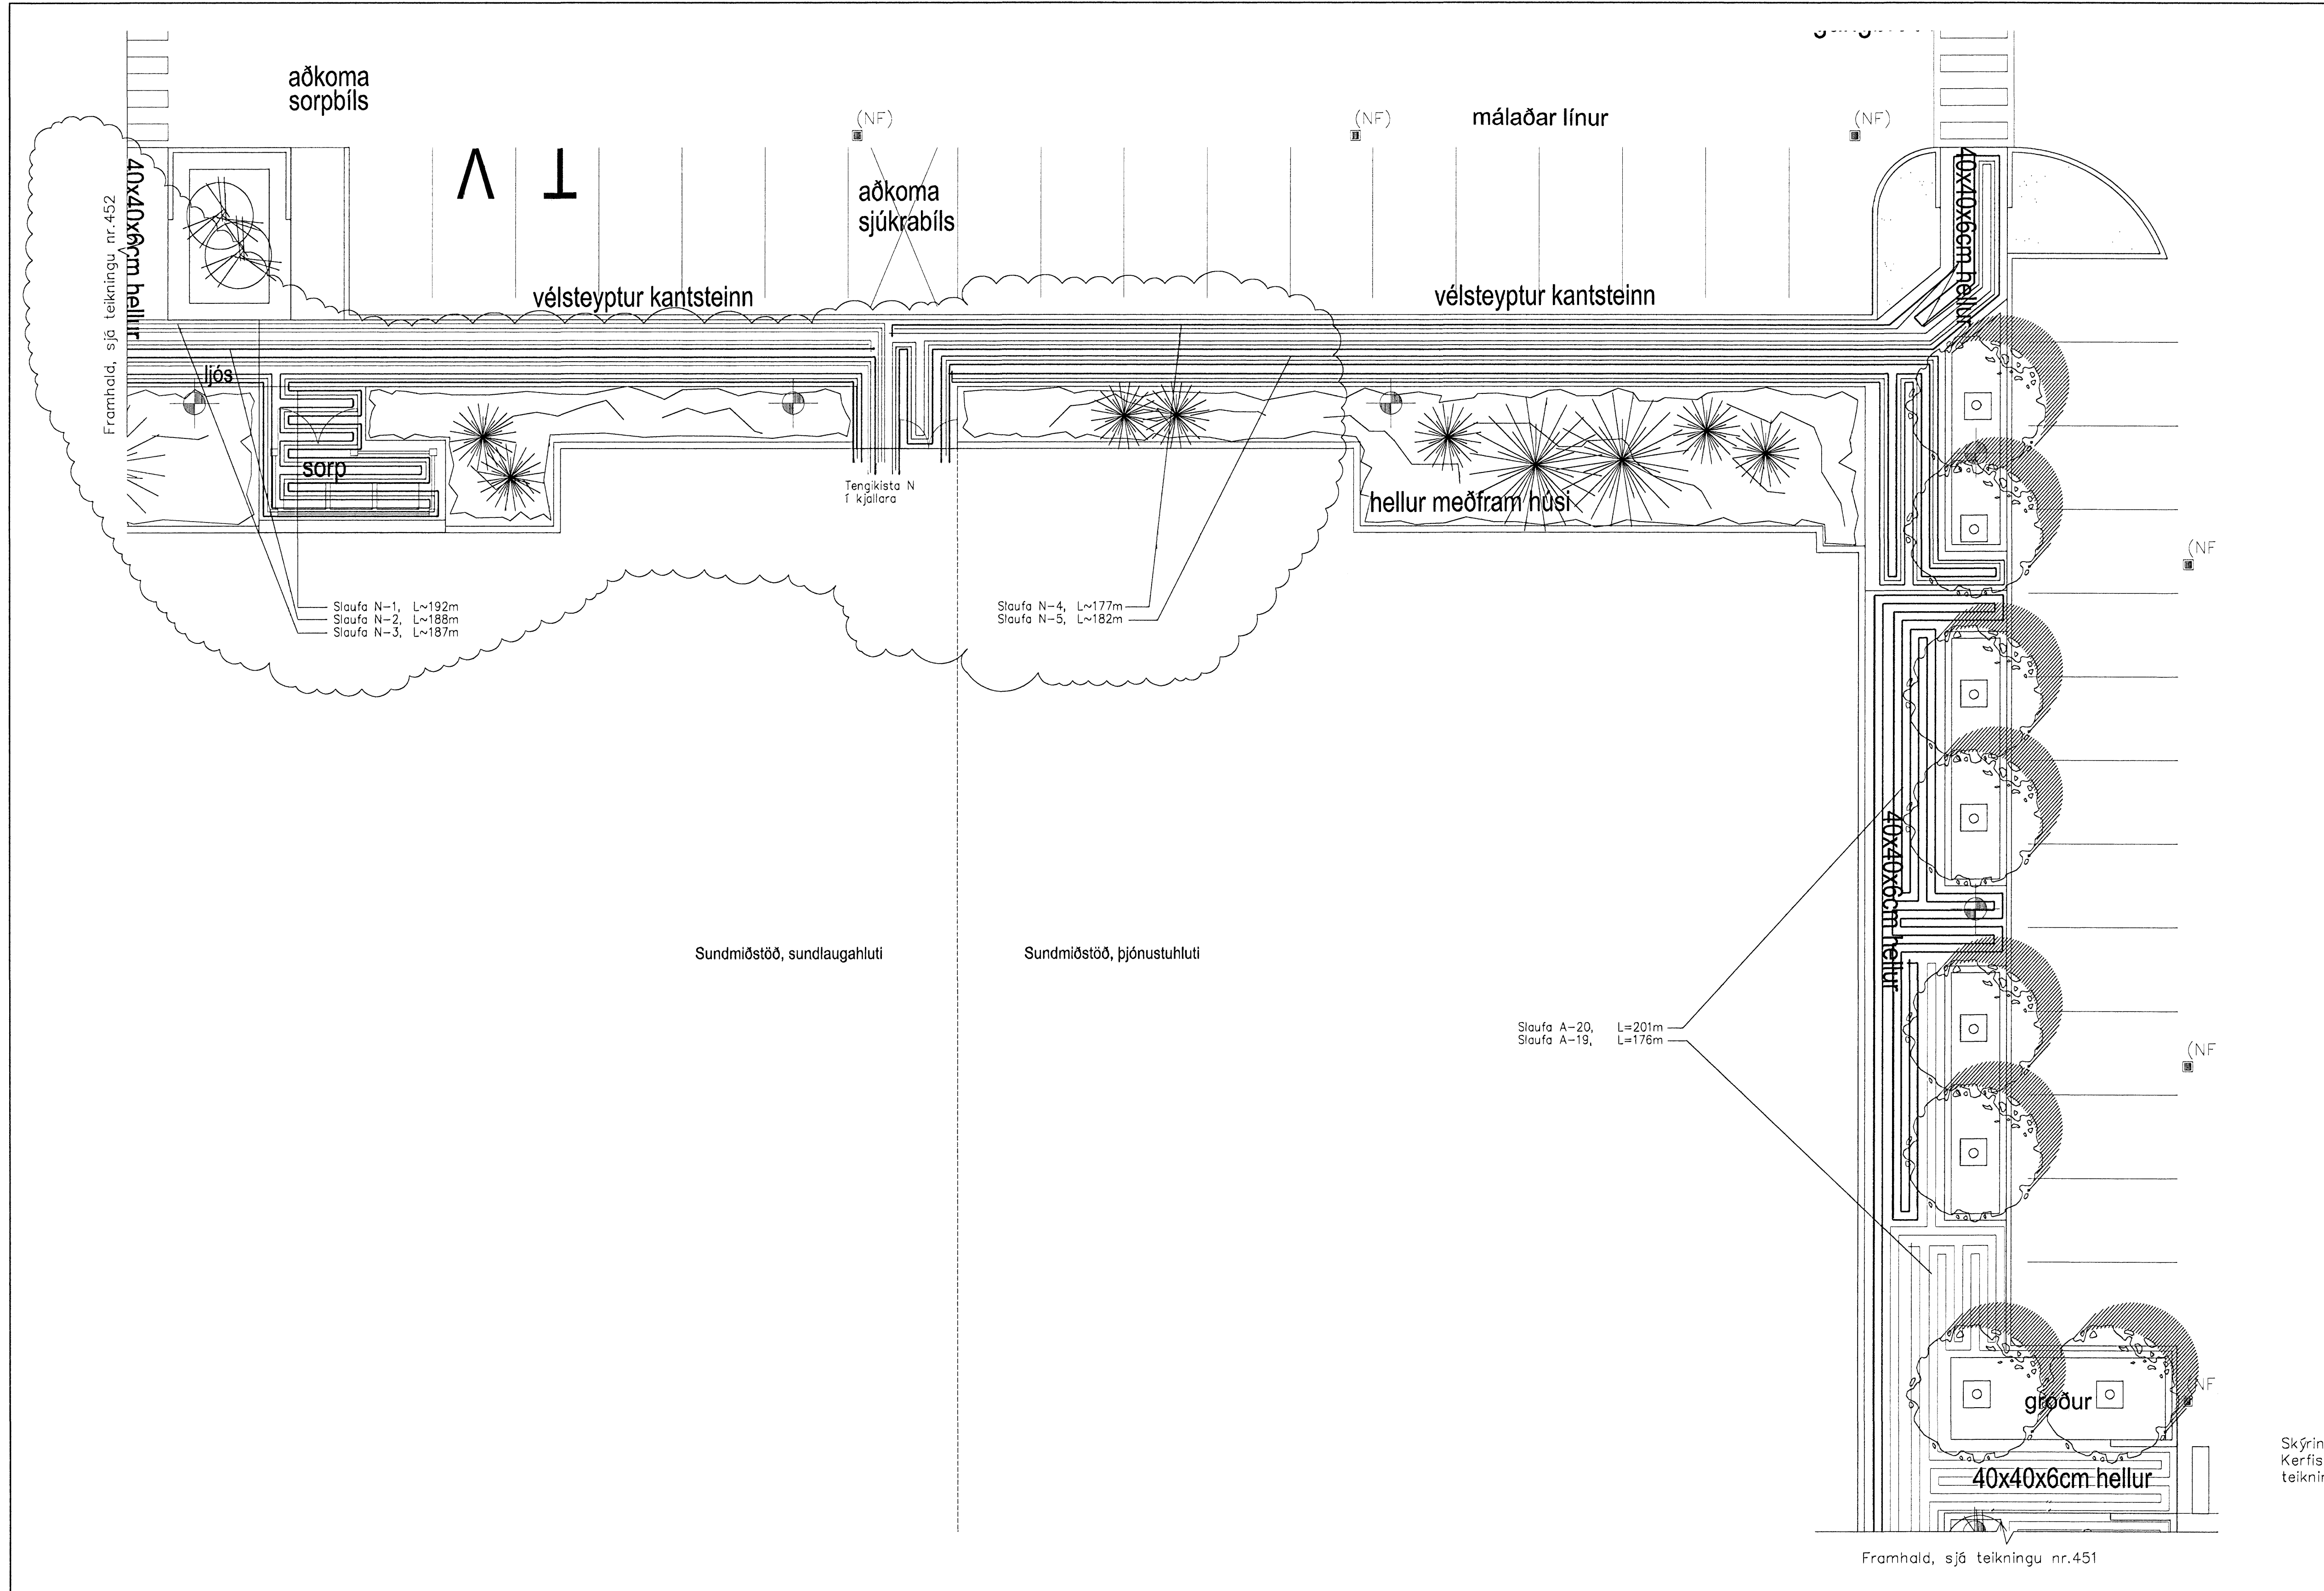 aðkoma
sorpbíls
(NF)
(NF)
málaðar línur
(NF)
V T
aðkoma
sjúkrabíls
40x40x6cm hellur
Framhald, sjá teikningu nr.452
40x40x6cm hellur
vélsteyptur kantsteinn
vélsteyptur kantsteinn
ljós
sorp
Tengikista N
í kjallara
hellur meðfram húsi
(NF
Slaufa N-1, L~192m
Slaufa N-2, L~188m
Slaufa N-3, L~187m
Slaufa N-4, L~177m
Slaufa N-5, L~182m
40x40x6cm hellur
Sundmiðstöð, sundlaugahluti
Sundmiðstöð, þjónustuhluti
Slaufa A-20, L=201m
Slaufa A-19, L=176m
(NF
NF
gróður
40x40x6cm hellur
Skýrin
Kerfis
teiknin
Framhald, sjá teikningu nr.451